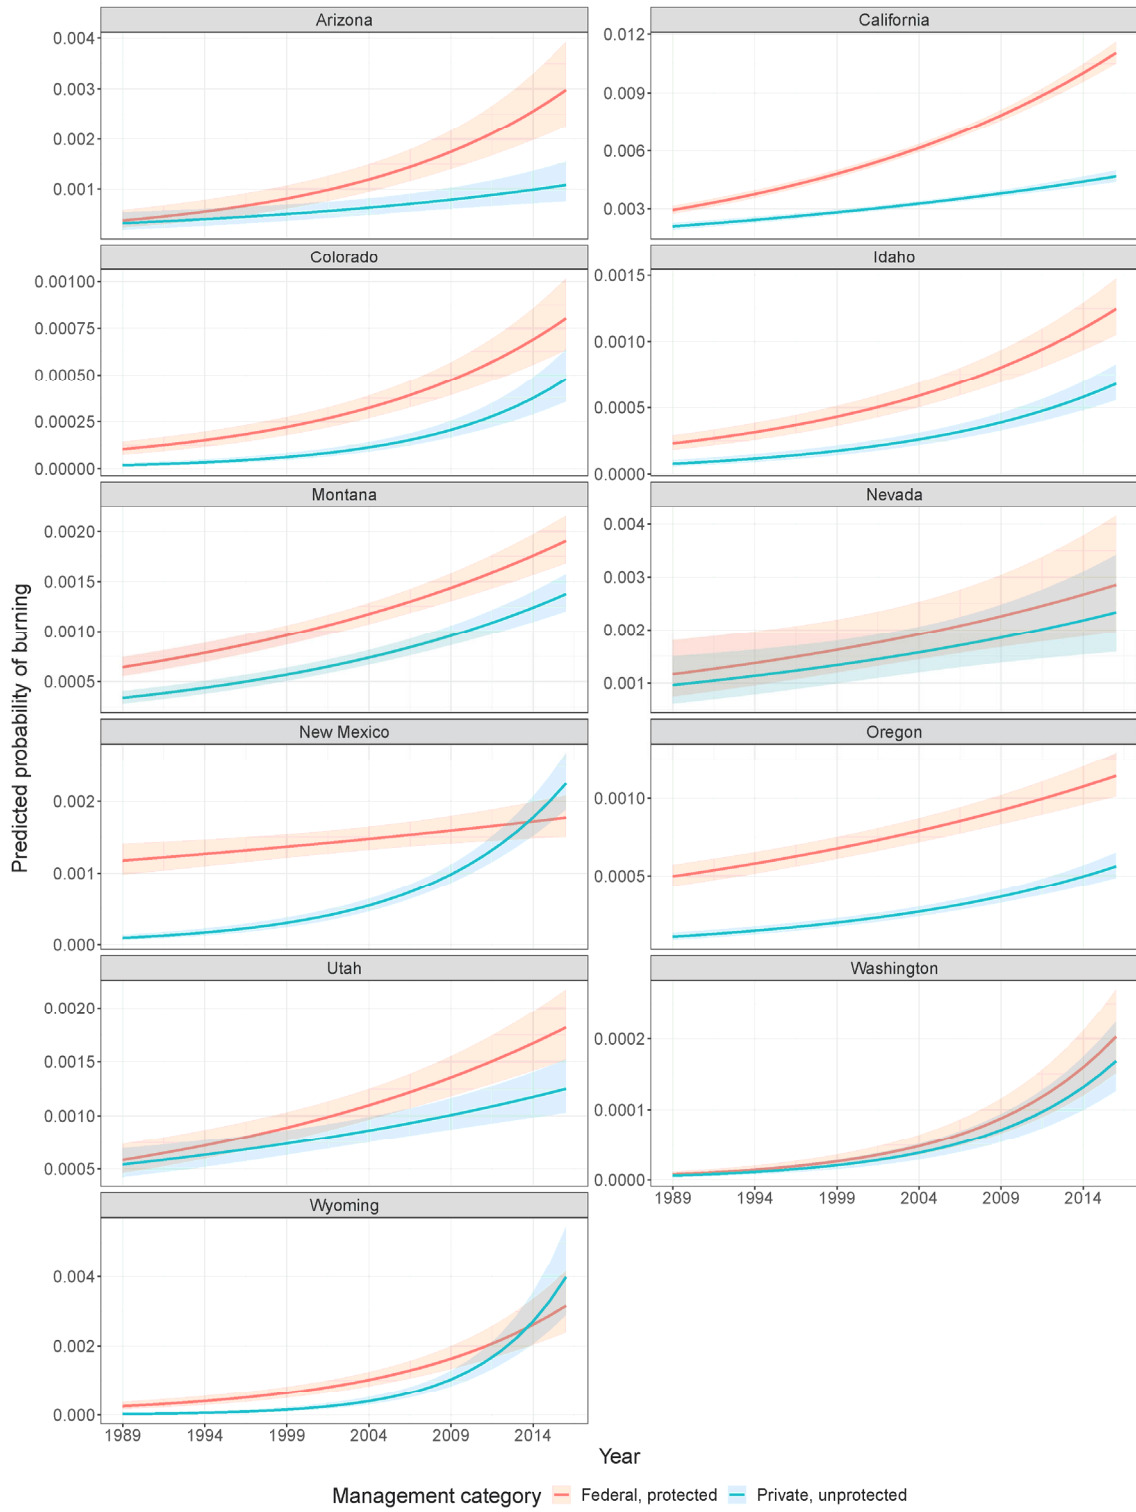 Arizona
California
0.004
0.003
0.002
0.001
0.012
0.009
0.006
0.003
Colorado
Idaho
0.00100
0.00075
0.00050
0.00025
0.00000
0.0015
0.0010
0.0005
0.0000
Montana
Nevada
0.0020
0.0015
0.0010
0.0005
0.004
0.003
0.002
0.001
Predicted probability of burning
New Mexico
Oregon
0.002
0.001
0.000
0.0010
0.0005
Utah
Washington
0.0020
0.0015
0.0010
0.0005
0.0002
0.0001
0.0000
1989 1994 1999 2004 2009 2014
Wyoming
0.004
0.002
0.000
1989 1994 1999 2004 2009 2014
Year
Management category Federal, protected Private, unprotected